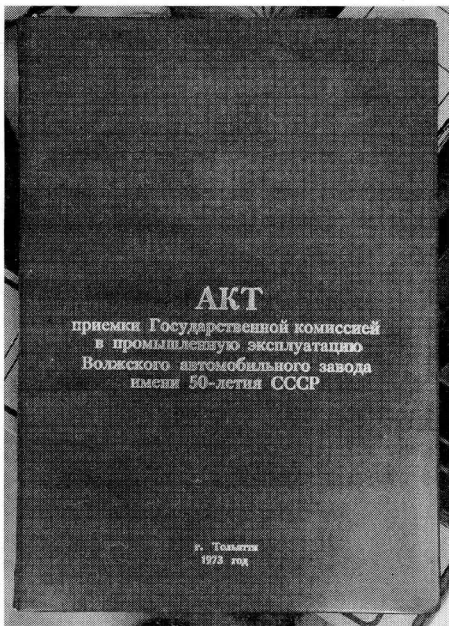 АКТ
приемки Государственной комиссией
в промышленную эксплуатацию
Волжского автомобильного завода
имени 50-летия СССР
г. Тольятти
1973 год